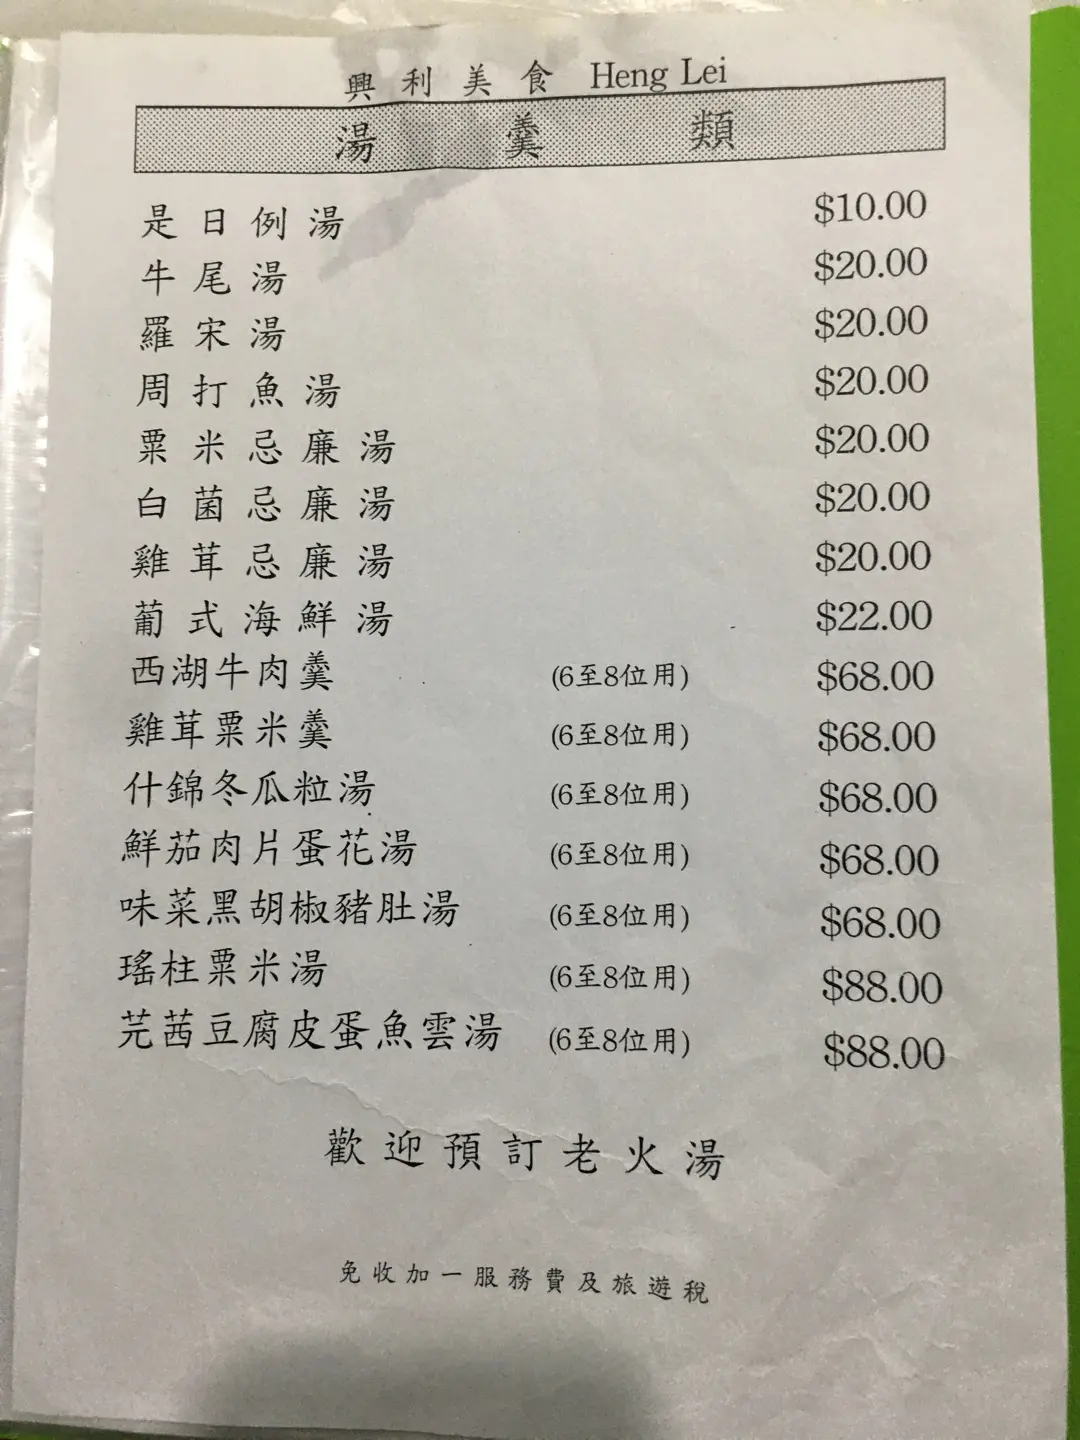 興利美食 Heng Lei
湯羹類
是日例湯 $10.00
牛尾湯 $20.00
羅宋湯 $20.00
周打魚湯 $20.00
粟米忌廉湯 $20.00
白菌忌廉湯 $20.00
雞茸忌廉湯 $20.00
葡式海鮮湯 $22.00
西湖牛肉羹 (6至8位用) $68.00
雞茸粟米羹 (6至8位用) $68.00
什錦冬瓜粒湯 (6至8位用) $68.00
鮮茄肉片蛋花湯 (6至8位用) $68.00
味菜黑胡椒豬肚湯 (6至8位用) $68.00
瑤柱粟米湯 (6至8位用) $88.00
芫茜豆腐皮蛋魚雲湯 (6至8位用) $88.00
歡迎預訂老火湯
免收加一服務費及旅遊稅